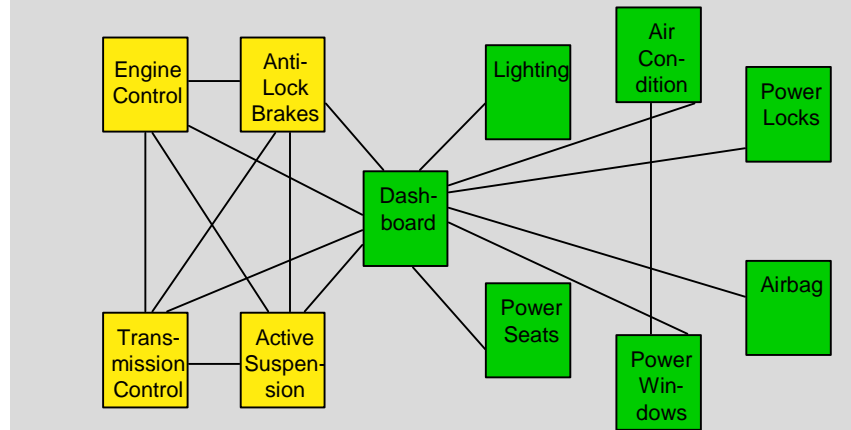 Engine
Control
Anti-
Lock
Brakes
Lighting
Air
Con-
dition
Power
Locks
Dash-
board
Trans-
mission
Control
Active
Suspen-
sion
Power
Seats
Power
Win-
dows
Airbag